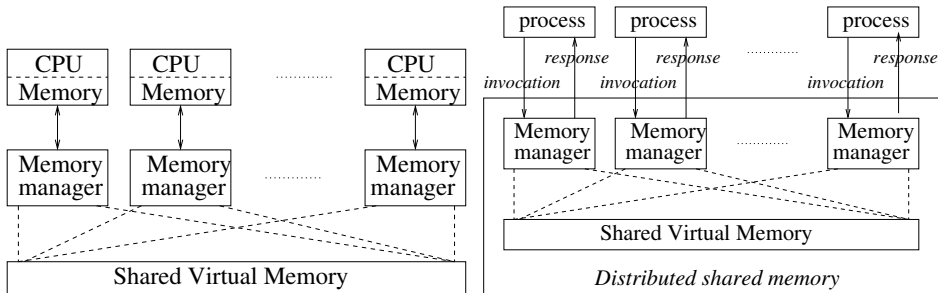 CPU
Memory
CPU
Memory
CPU
Memory
Memory
manager
Memory
manager
Memory
manager
Shared Virtual Memory
process
process
process
invocation
response
invocation
response
invocation
response
Memory
manager
Memory
manager
Memory
manager
Shared Virtual Memory
Distributed shared memory